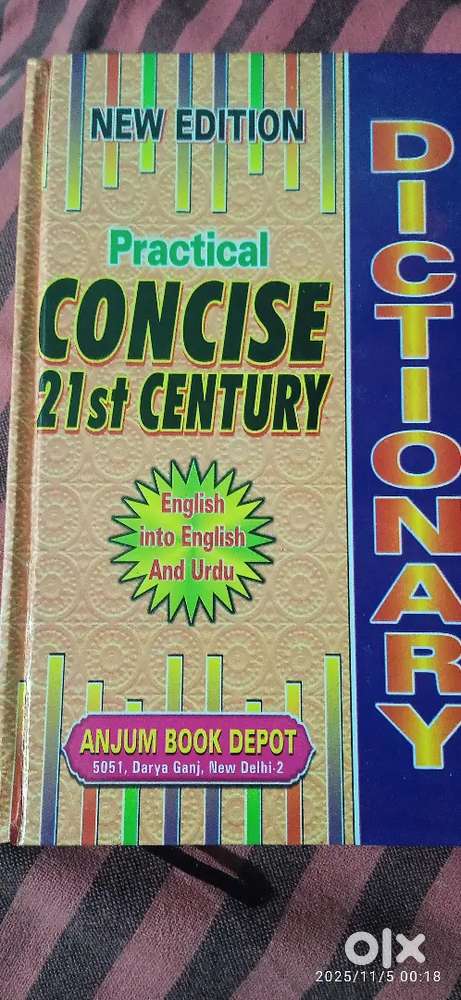 NEW EDITION
Practical
CONCISE
21st CENTURY
English
into English
And Urdu
ANJUM BOOK DEPOT
5051, Darya Ganj, New Delhi-2
DICTIONARY
olx
2025/11/5 00:18